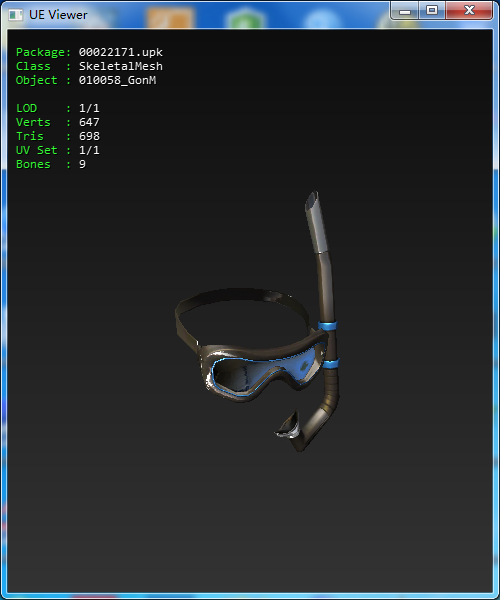 UE Viewer
Package: 00022171.upk
Class : SkeletalMesh
Object : 010058_GonM
LOD : 1/1
Verts : 647
Tris : 698
UV Set : 1/1
Bones : 9